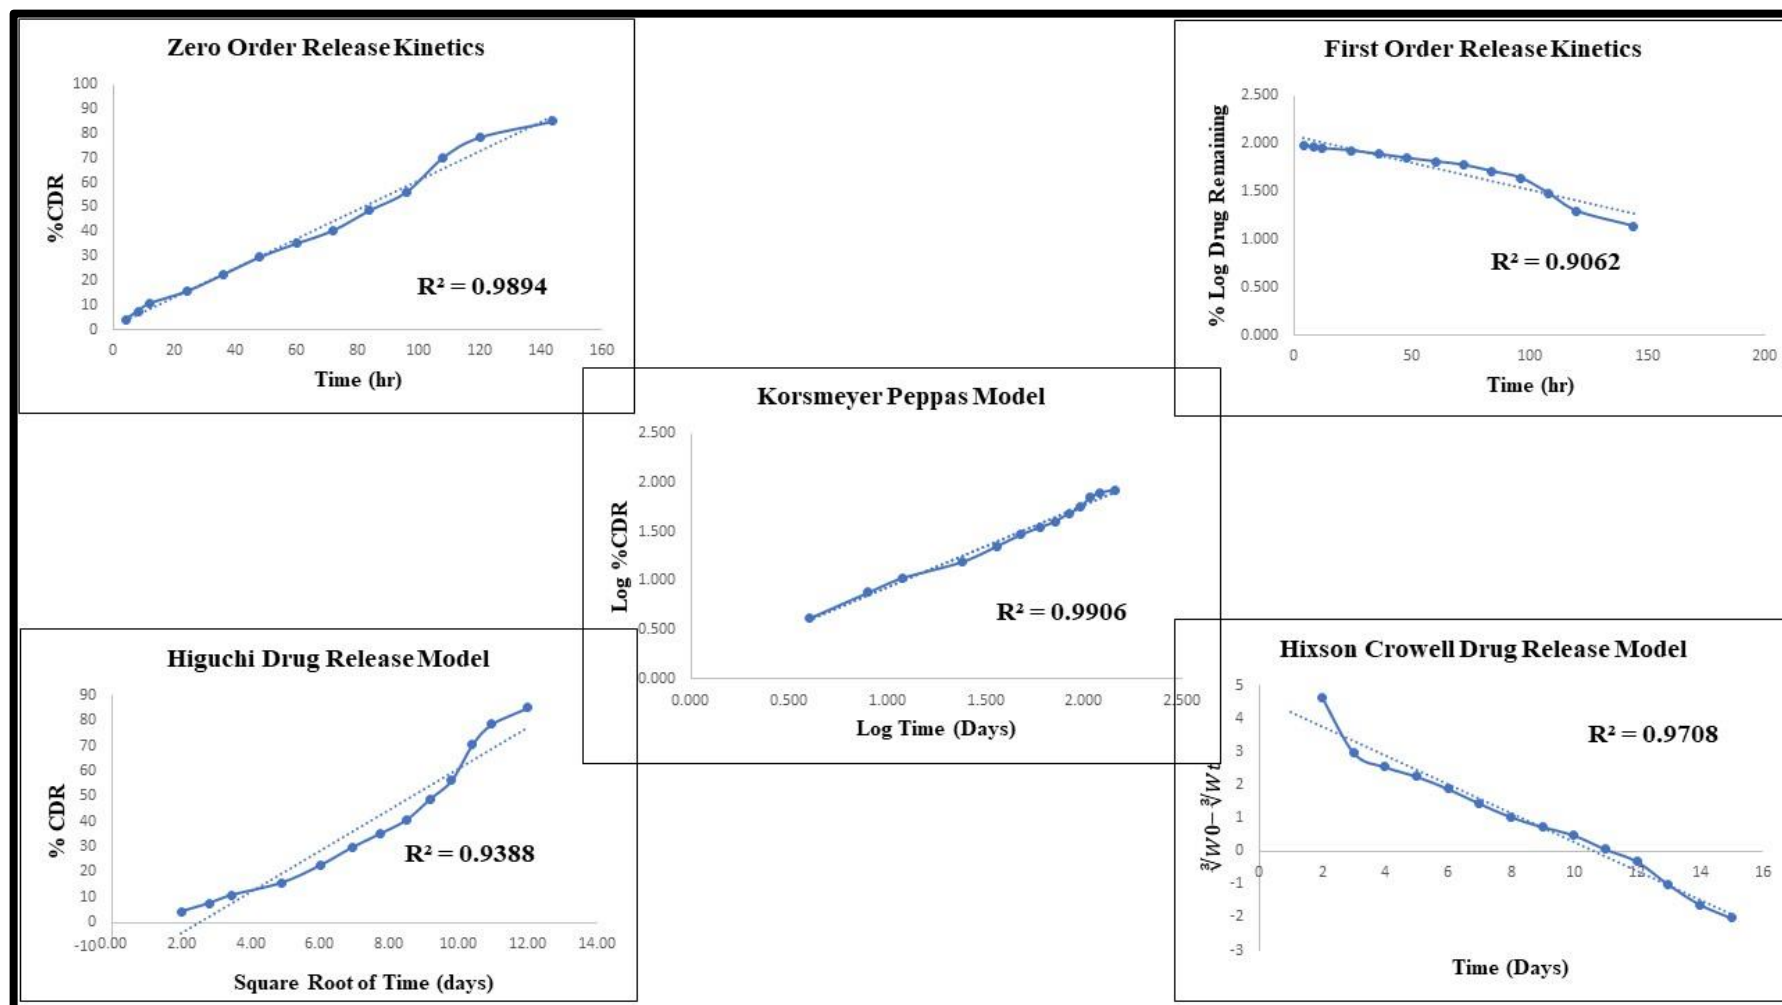 Zero Order Release Kinetics
100
90
80
70
60
50
40
30
20
10
0
%CDR
R² = 0.9894
0 20 40 60 80 100 120 140 160
Time (hr)
First Order Release Kinetics
2.500
2.000
1.500
1.000
0.500
0.000
% Log Drug Remaining
R² = 0.9062
0 50 100 150 200
Time (hr)
Korsmeyer Peppas Model
2.500
2.000
1.500
1.000
0.500
0.000
Log %CDR
R² = 0.9906
0.000 0.500 1.000 1.500 2.000 2.500
Log Time (Days)
Higuchi Drug Release Model
90
80
70
60
50
40
30
20
10
0
-10
% CDR
R² = 0.9388
0.00 2.00 4.00 6.00 8.00 10.00 12.00 14.00
Square Root of Time (days)
Hixson Crowell Drug Release Model
5
4
3
2
1
0
-1
-2
-3
∛W0– ∛Wt
R² = 0.9708
0 2 4 6 8 10 12 14 16
Time (Days)